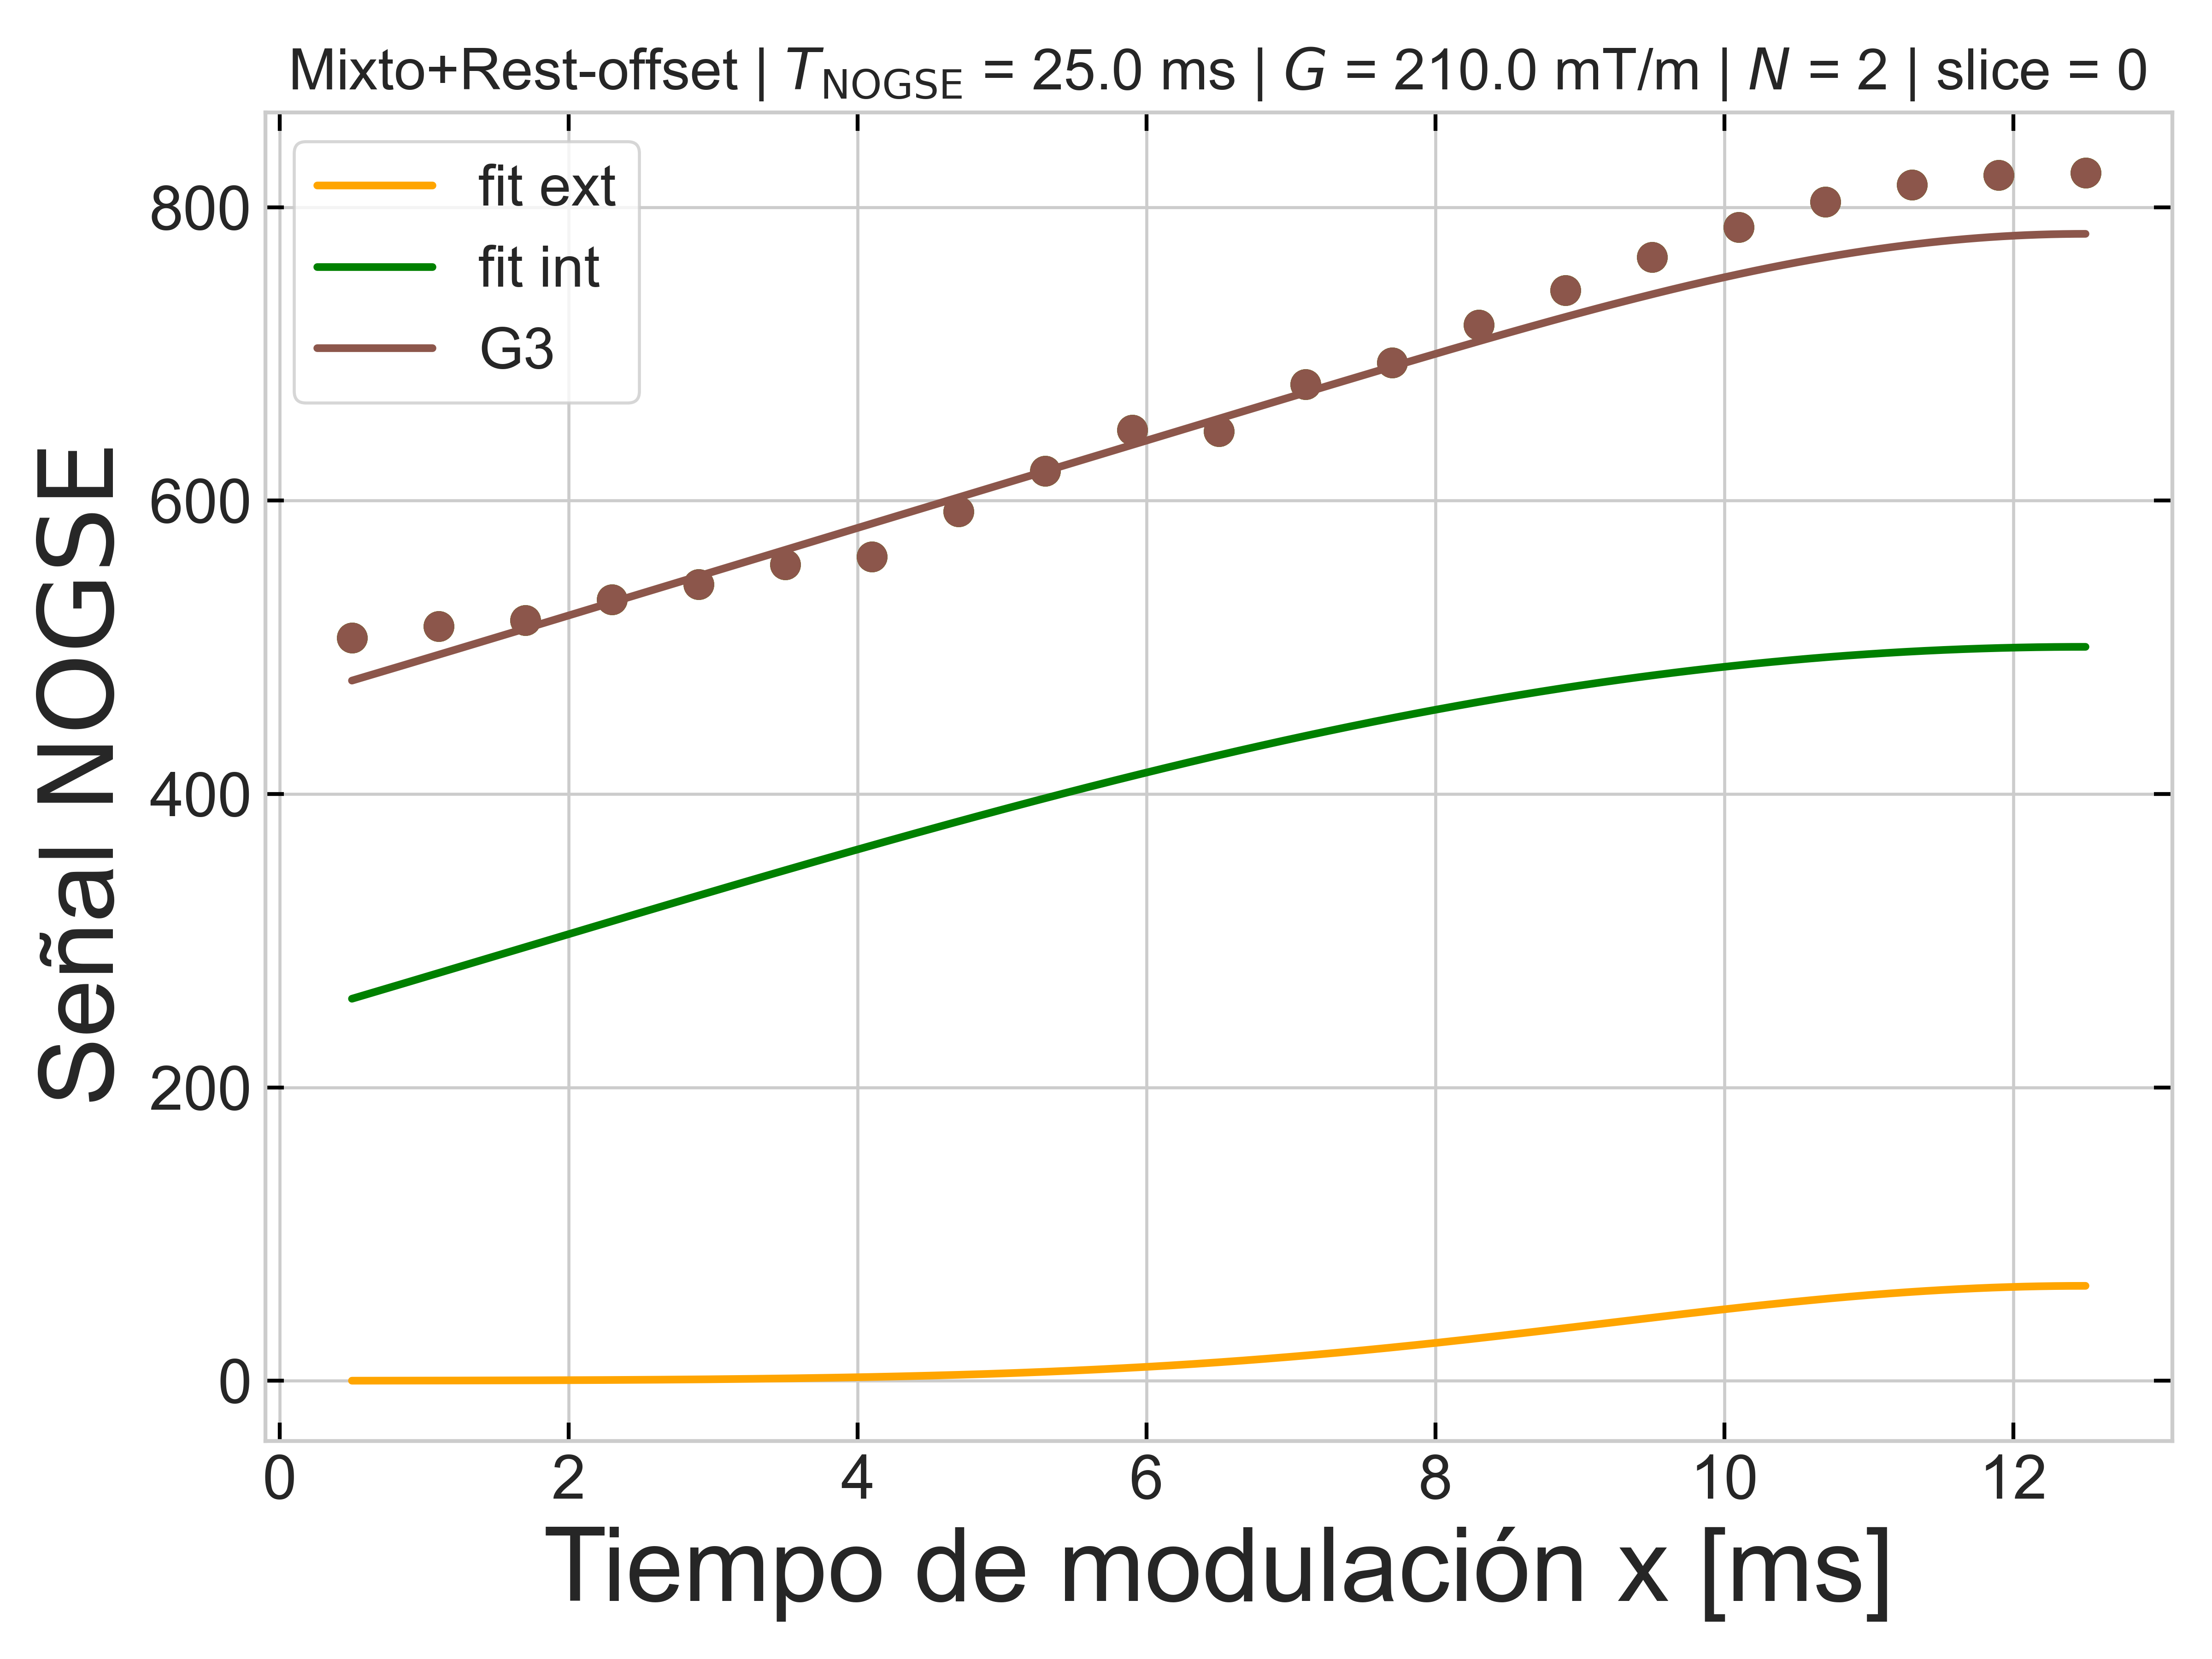 Mixto+Rest-offset | T_NOGSE = 25.0 ms | G = 210.0 mT/m | N = 2 | slice = 0
fit ext
fit int
G3
Señal NOGSE
800
600
400
200
0
0 2 4 6 8 10 12
Tiempo de modulación x [ms]